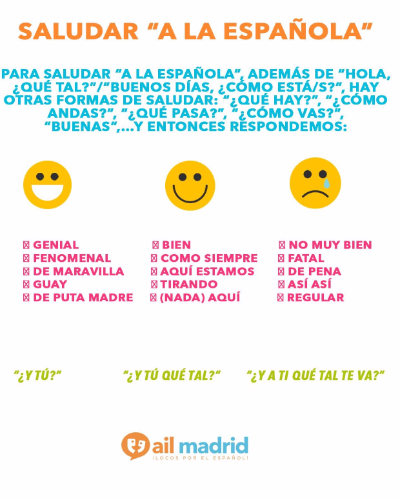 SALUDAR “A LA ESPAÑOLA”
PARA SALUDAR “A LA ESPAÑOLA”, ADEMÁS DE “HOLA,
¿QUÉ TAL?”/“BUENOS DÍAS, ¿CÓMO ESTÁ/S?”, HAY
OTRAS FORMAS DE SALUDAR: “¿QUÉ HAY?”, “¿CÓMO
ANDAS?”, “¿QUÉ PASA?”, “¿CÓMO VAS?”,
“BUENAS”,...Y ENTONCES RESPONDEMOS:
GENIAL
FENOMENAL
DE MARAVILLA
GUAY
DE PUTA MADRE
BIEN
COMO SIEMPRE
AQUÍ ESTAMOS
TIRANDO
(NADA) AQUÍ
NO MUY BIEN
FATAL
DE PENA
ASÍ ASÍ
REGULAR
“¿Y TÚ?”
“¿Y TÚ QUÉ TAL?”
“¿Y A TI QUÉ TAL TE VA?”
ail madrid
¡LOCOS POR EL ESPAÑOL!